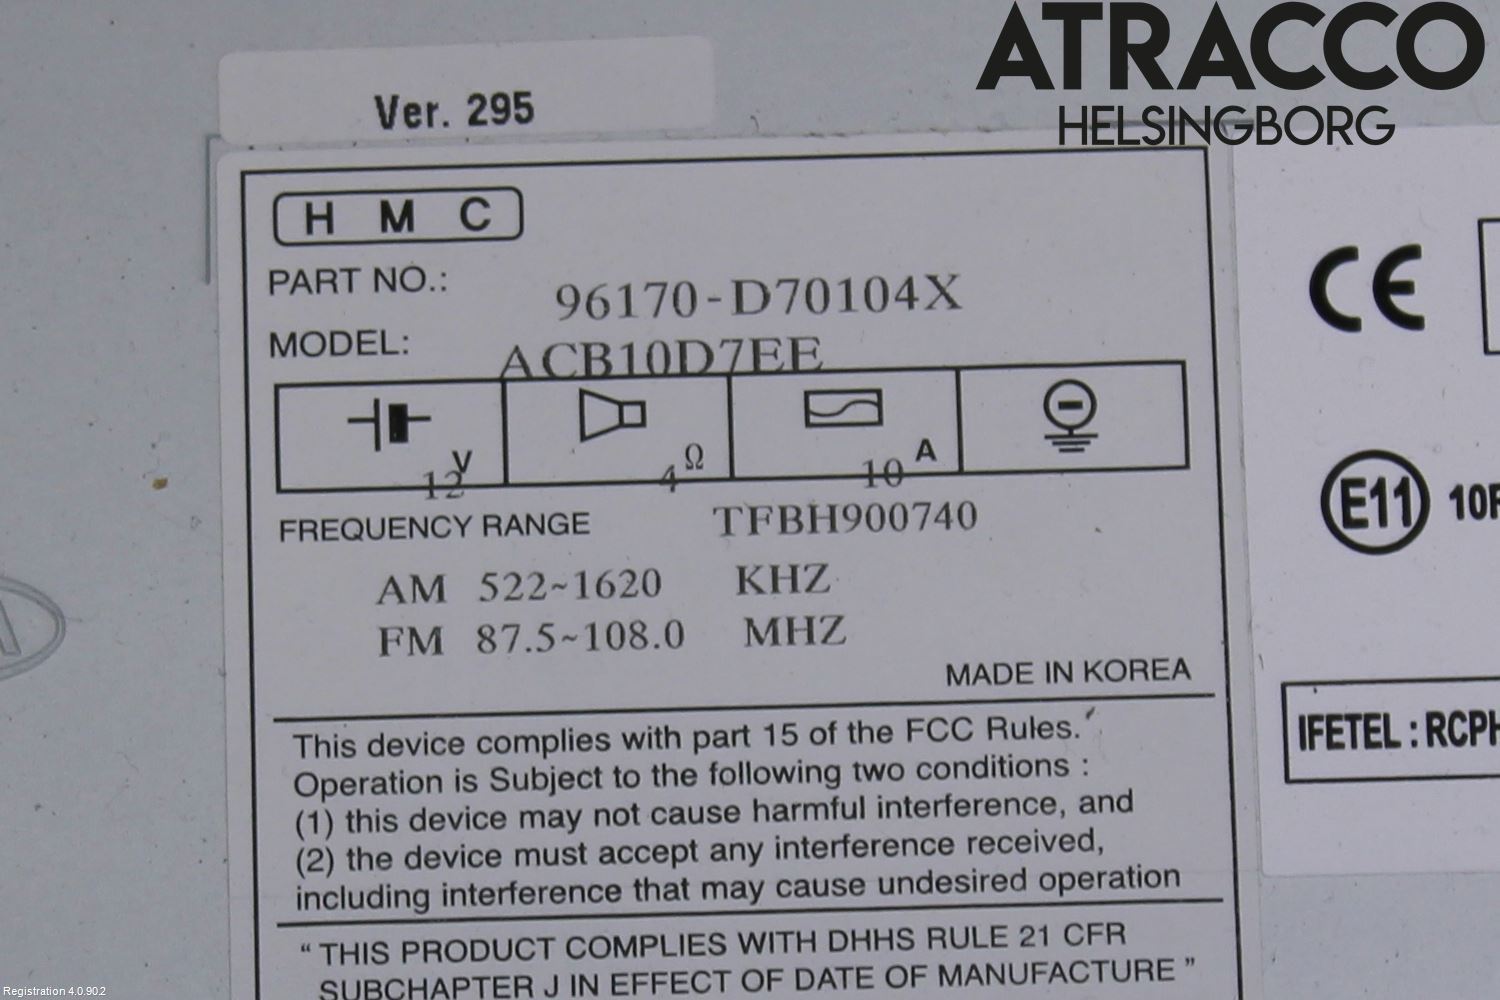 ATRACCO
HELSINGBORG
Ver. 295
H M C
PART NO.: 96170-D70104X
MODEL: ACB10D7EE
12 V 4 Ω 10 A
FREQUENCY RANGE TFBH900740
AM 522~1620 KHZ
FM 87.5~108.0 MHZ
MADE IN KOREA
This device complies with part 15 of the FCC Rules.
Operation is Subject to the following two conditions :
(1) this device may not cause harmful interference, and
(2) the device must accept any interference received,
including interference that may cause undesired operation
“ THIS PRODUCT COMPLIES WITH DHHS RULE 21 CFR
SUBCHAPTER J IN EFFECT OF DATE OF MANUFACTURE ”
CE
E11 10R
IFETEL : RCPH
Registration 4.0.90.2